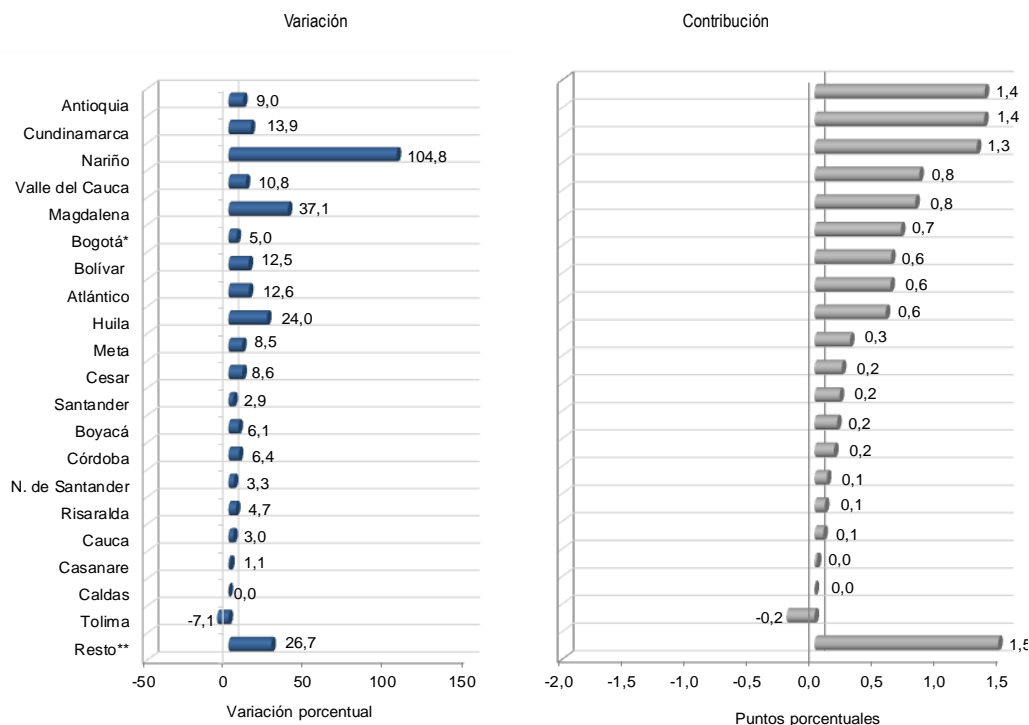 Variación
Antioquia 9,0
Cundinamarca 13,9
Nariño 104,8
Valle del Cauca 10,8
Magdalena 37,1
Bogotá* 5,0
Bolívar 12,5
Atlántico 12,6
Huila 24,0
Meta 8,5
Cesar 8,6
Santander 2,9
Boyacá 6,1
Córdoba 6,4
N. de Santander 3,3
Risaralda 4,7
Cauca 3,0
Casanare 1,1
Caldas 0,0
Tolima -7,1
Resto** 26,7
-50 0 50 100 150
Variación porcentual
Contribución
1,4
1,4
1,3
0,8
0,8
0,7
0,6
0,6
0,6
0,3
0,2
0,2
0,2
0,2
0,1
0,1
0,1
0,0
0,0
-0,2
1,5
-2,0 -1,5 -1,0 -0,5 0,0 0,5 1,0 1,5
Puntos porcentuales